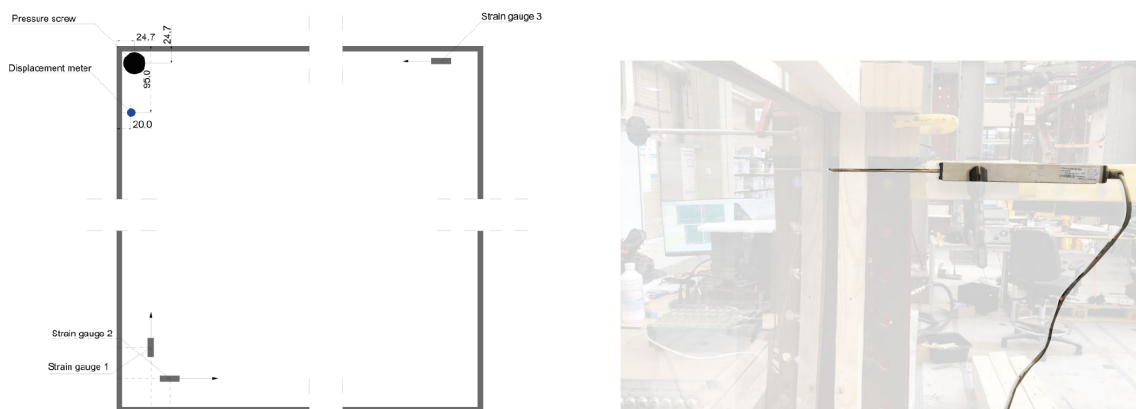 Pressure screw
24.7
24.7
Strain gauge 3
Displacement meter
95.0
20.0
Strain gauge 2
Strain gauge 1